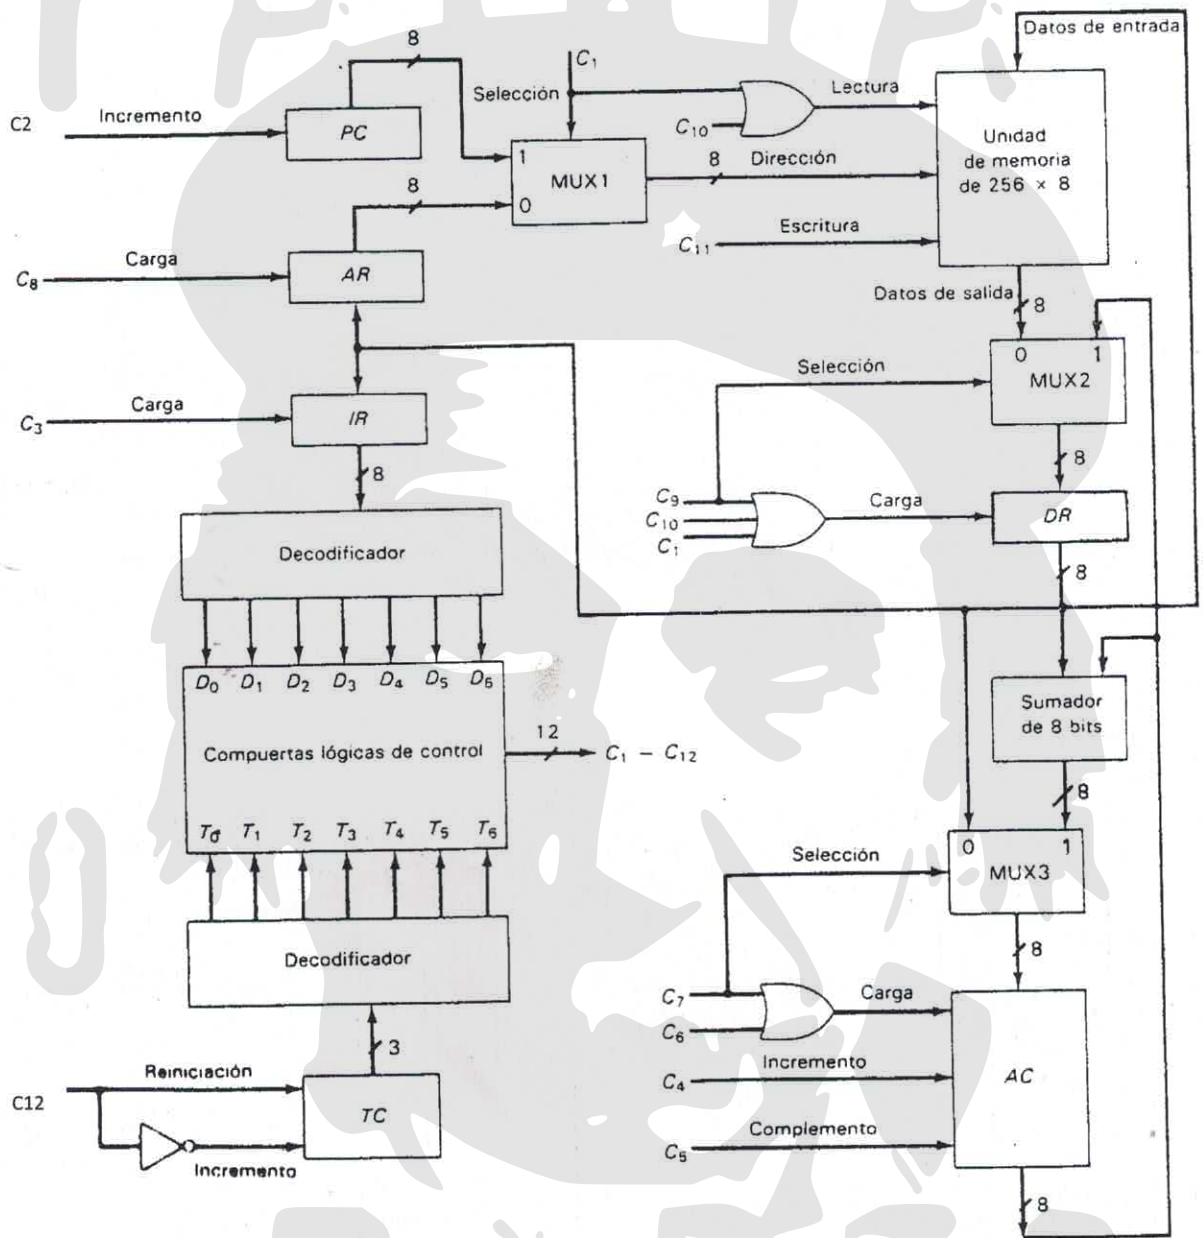 Datos de entrada
8
C1
Selección
Lectura
C2
Incremento
PC
C10
Unidad
de memoria
de 256 × 8
1
MUX1
0
8
Dirección
8
Escritura
C11
Carga
C8
AR
Datos de salida
8
0
1
MUX2
Selección
Carga
C3
IR
8
8
C9
C10
C1
Carga
DR
Decodificador
8
D0 D1 D2 D3 D4 D5 D6
Sumador
de 8 bits
Compuertas lógicas de control
12
C1 – C12
8
T0 T1 T2 T3 T4 T5 T6
0
1
MUX3
Selección
Decodificador
8
C7
C6
Carga
3
Incremento
C4
AC
Reiniciación
C12
TC
Complemento
C5
Incremento
8